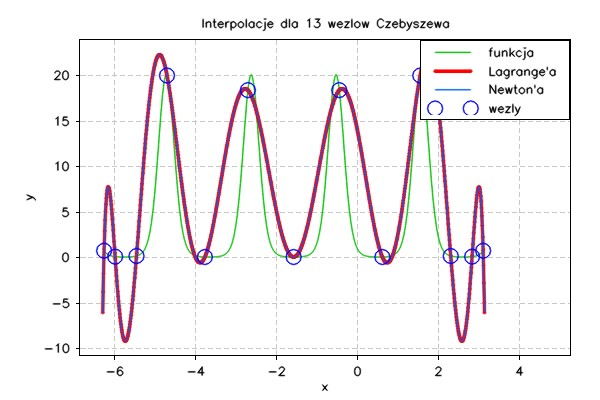 Interpolacje dla 13 wezlow Czebyszewa
funkcja
Lagrange'a
Newton'a
wezly
20
15
10
5
0
−5
−10
y
−6 −4 −2 0 2 4
x